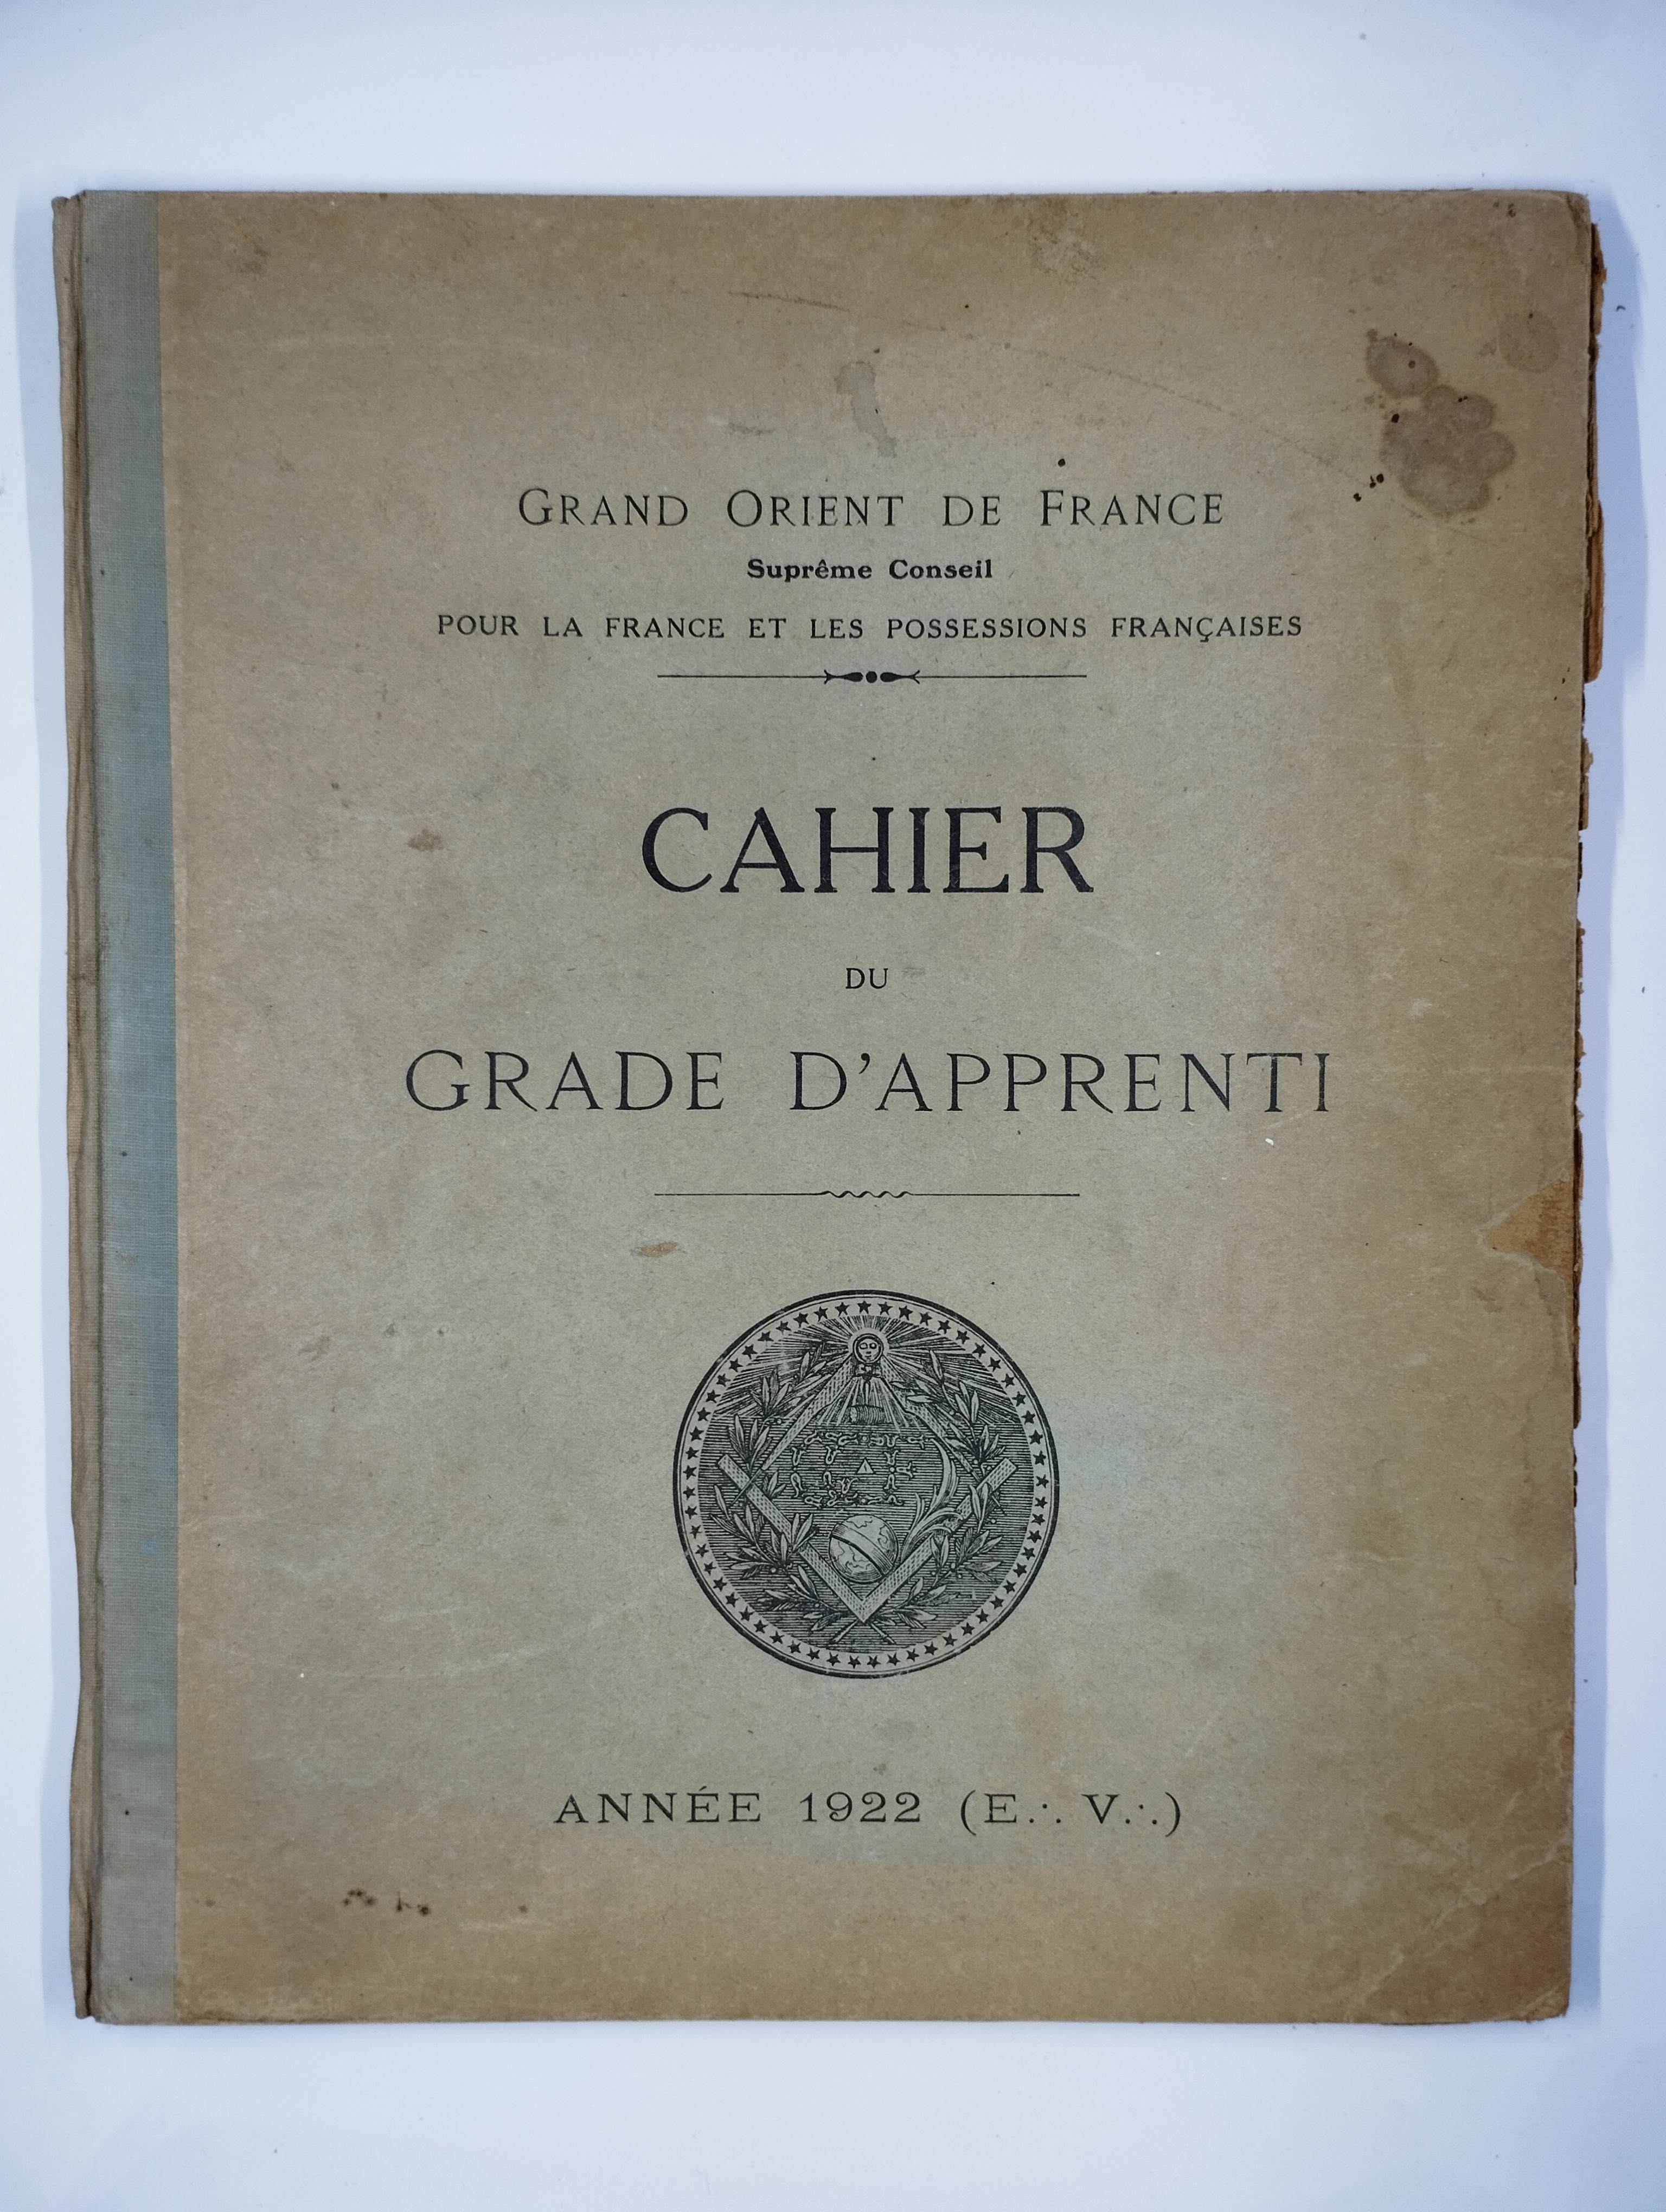 GRAND ORIENT DE FRANCE
Suprême Conseil
POUR LA FRANCE ET LES POSSESSIONS FRANÇAISES
CAHIER
DU
GRADE D'APPRENTI
ANNÉE 1922 (E∴ V∴)